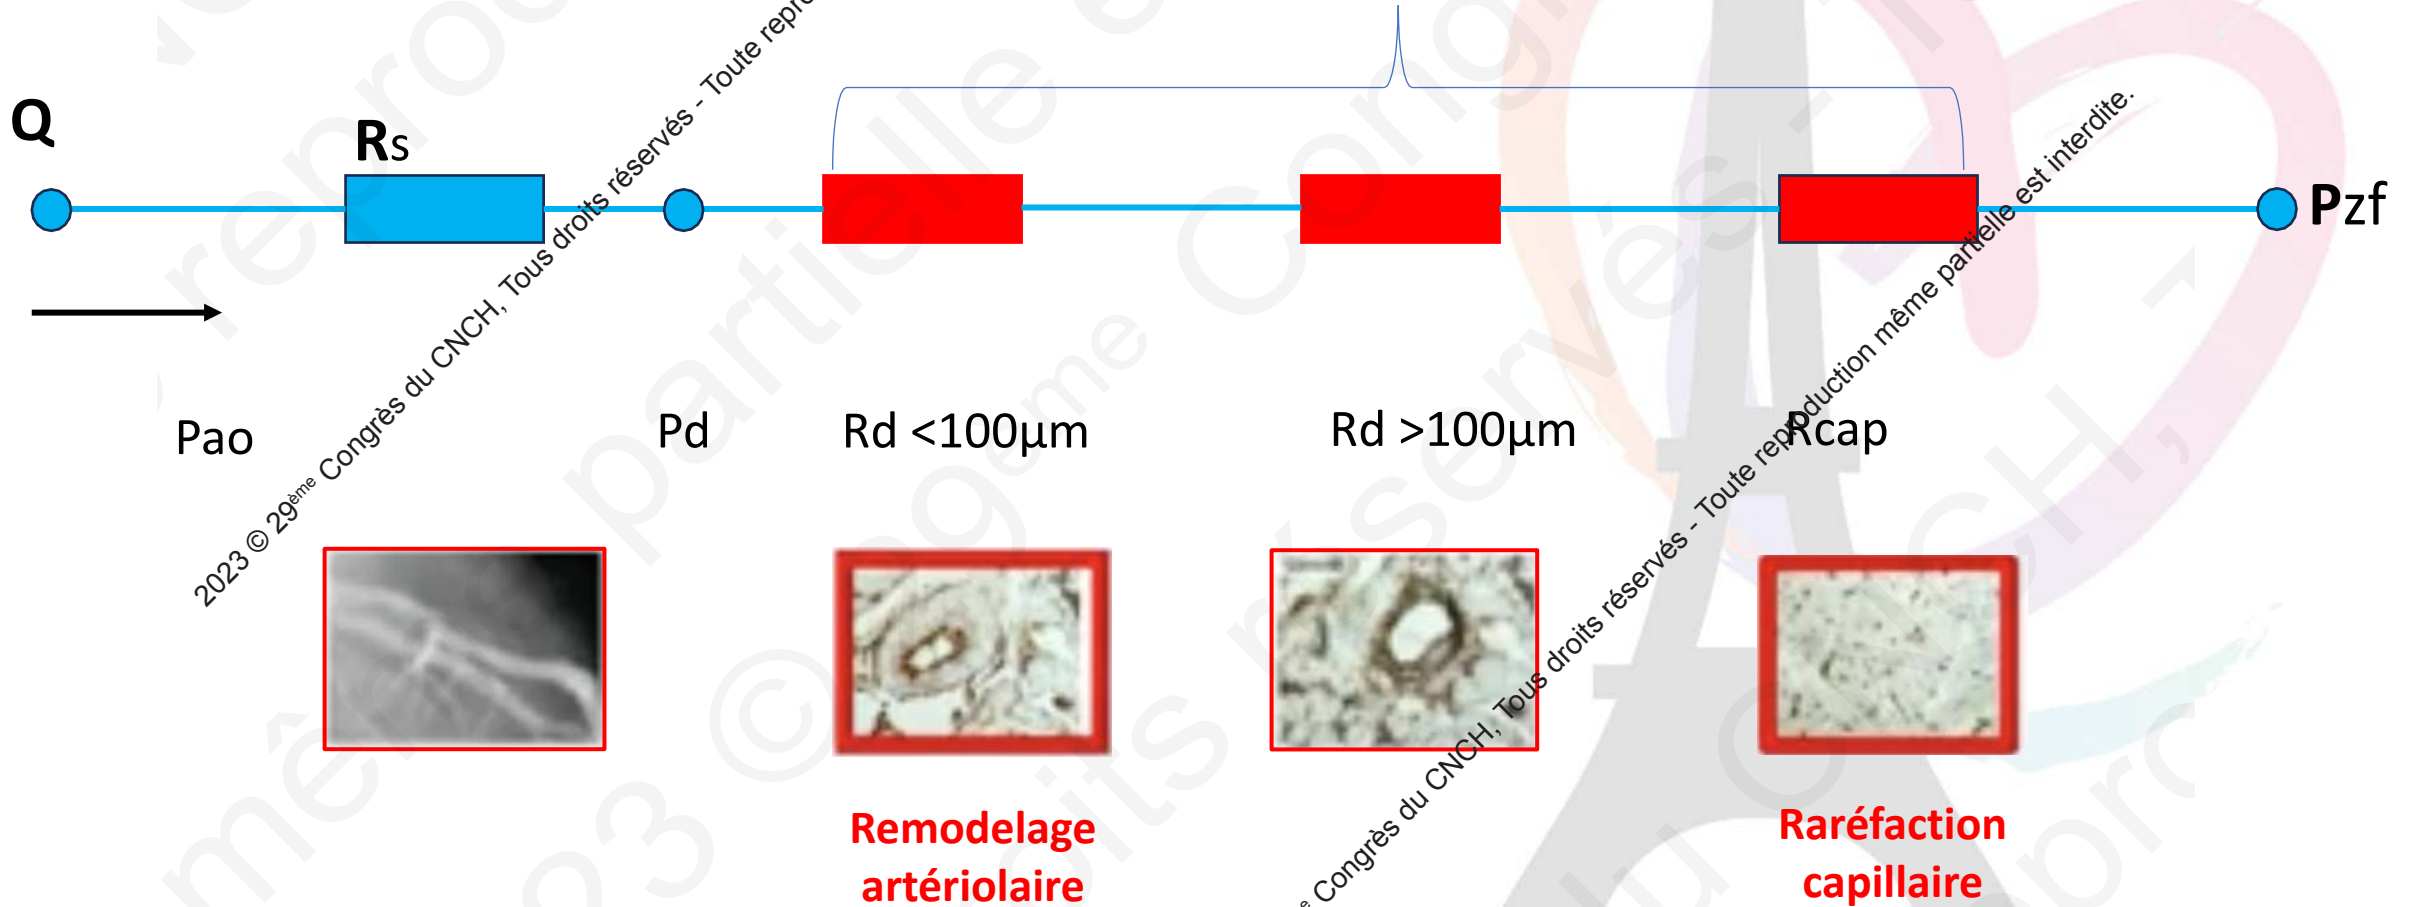 Q
Rs
Pzf
Pao
Pd
Rd <100µm
Rd >100µm
Rcap
Remodelage
artériolaire
Raréfaction
capillaire
2023 © 29ème Congrès du CNCH, Tous droits réservés - Toute repro
Congrès du CNCH, Tous droits réservés - Toute reproduction même partielle est interdite.